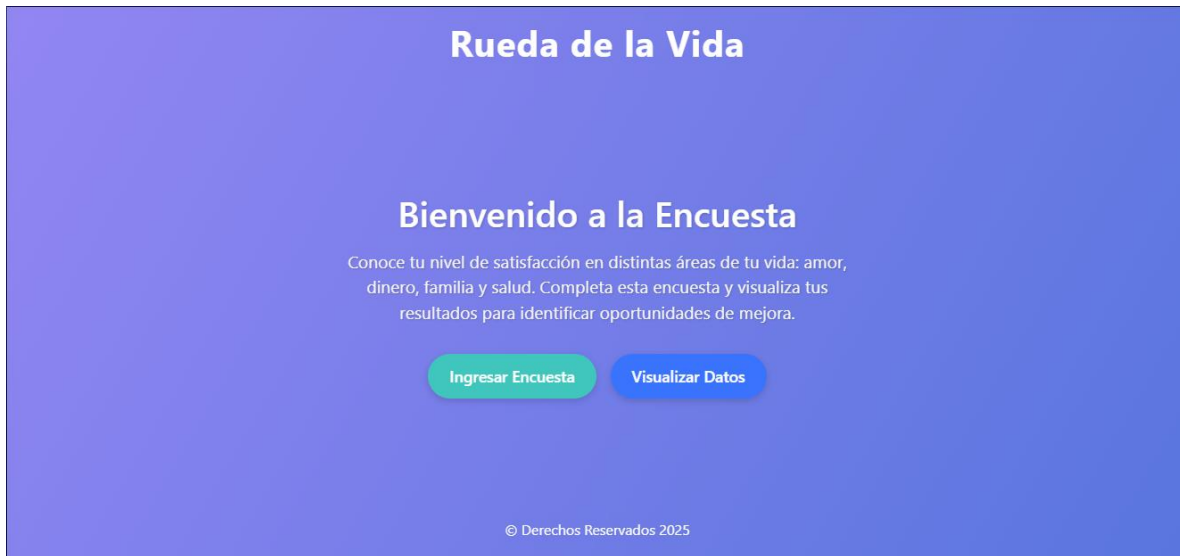 Rueda de la Vida
Bienvenido a la Encuesta
Conoce tu nivel de satisfacción en distintas áreas de tu vida: amor,
dinero, familia y salud. Completa esta encuesta y visualiza tus
resultados para identificar oportunidades de mejora.
Ingresar Encuesta
Visualizar Datos
© Derechos Reservados 2025